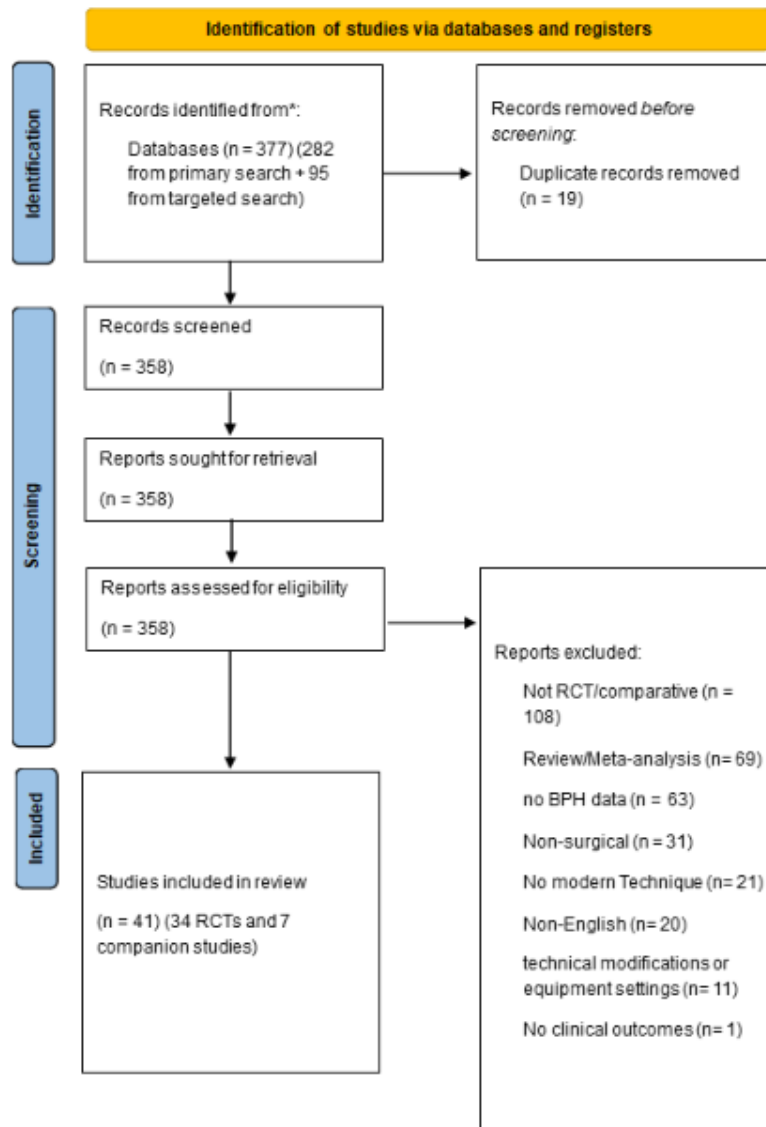 Identification of studies via databases and registers
Identification
Records identified from*:
Databases (n = 377) (282
from primary search + 95
from targeted search)
Records removed before
screening:
Duplicate records removed
(n = 19)
Screening
Records screened
(n = 358)
Reports sought for retrieval
(n = 358)
Reports assessed for eligibility
(n = 358)
Reports excluded:
Not RCT/comparative (n =
108)
Review/Meta-analysis (n= 69)
no BPH data (n = 63)
Non-surgical (n = 31)
No modern Technique (n= 21)
Non-English (n= 20)
technical modifications or
equipment settings (n= 11)
No clinical outcomes (n= 1)
Included
Studies included in review
(n = 41) (34 RCTs and 7
companion studies)